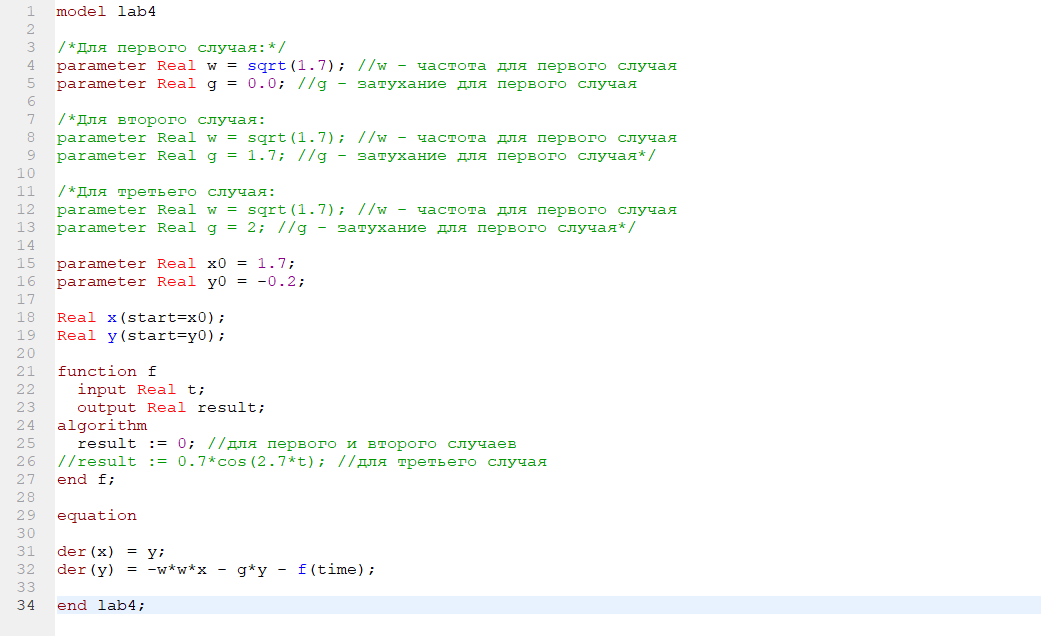 1 model lab4
2
3 /*Для первого случая:*/
4 parameter Real w = sqrt(1.7); //w - частота для первого случая
5 parameter Real g = 0.0; //g - затухание для первого случая
6
7 /*Для второго случая:
8 parameter Real w = sqrt(1.7); //w - частота для первого случая
9 parameter Real g = 1.7; //g - затухание для первого случая*/
10
11 /*Для третьего случая:
12 parameter Real w = sqrt(1.7); //w - частота для первого случая
13 parameter Real g = 2; //g - затухание для первого случая*/
14
15 parameter Real x0 = 1.7;
16 parameter Real y0 = -0.2;
17
18 Real x(start=x0);
19 Real y(start=y0);
20
21 function f
22   input Real t;
23   output Real result;
24 algorithm
25   result := 0; //для первого и второго случаев
26 //result := 0.7*cos(2.7*t); //для третьего случая
27 end f;
28
29 equation
30
31 der(x) = y;
32 der(y) = -w*w*x - g*y - f(time);
33
34 end lab4;